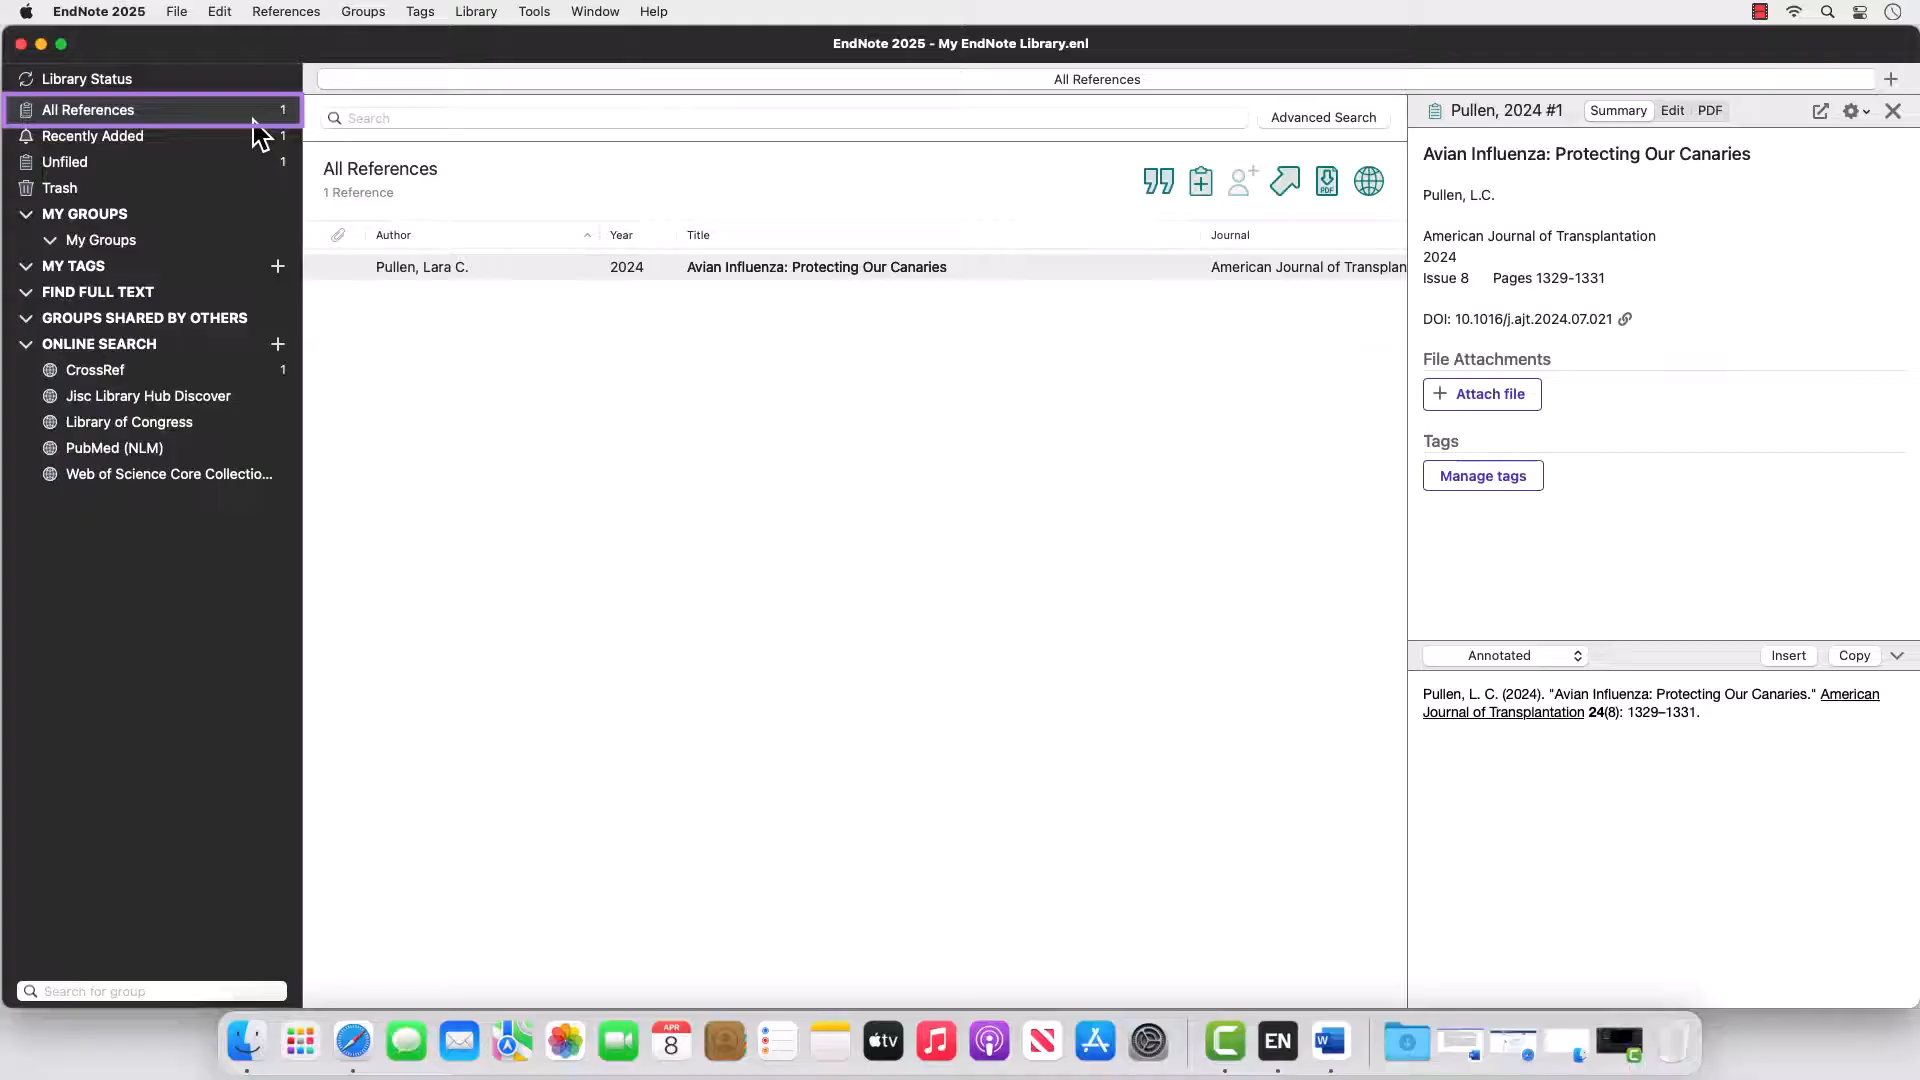 EndNote 2025 File Edit References Groups Tags Library Tools Window Help
EndNote 2025 - My EndNote Library.enl
Library Status
All References 1
Recently Added 1
Unfiled 1
Trash
MY GROUPS
My Groups
MY TAGS
FIND FULL TEXT
GROUPS SHARED BY OTHERS
ONLINE SEARCH
CrossRef 1
Jisc Library Hub Discover
Library of Congress
PubMed (NLM)
Web of Science Core Collectio...
Search for group
All References
Search Advanced Search
All References
1 Reference
PDF
Author Year Title Journal
Pullen, Lara C. 2024 Avian Influenza: Protecting Our Canaries American Journal of Transplan
Pullen, 2024 #1 Summary Edit PDF
Avian Influenza: Protecting Our Canaries
Pullen, L.C.
American Journal of Transplantation
2024
Issue 8 Pages 1329-1331
DOI: 10.1016/j.ajt.2024.07.021
File Attachments
Attach file
Tags
Manage tags
Annotated Insert Copy
Pullen, L. C. (2024). "Avian Influenza: Protecting Our Canaries." American
Journal of Transplantation 24(8): 1329–1331.
APR
8
tv
EN
W